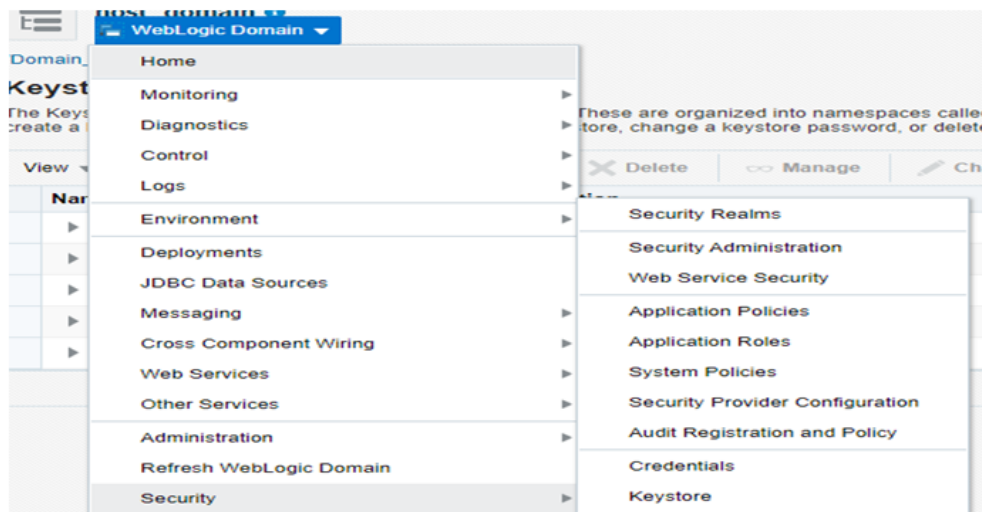 host_domain
WebLogic Domain
Domain_
Home
Keyst
Monitoring
The Keys
These are organized into namespaces calle
Diagnostics
create a
tore, change a keystore password, or delete
Control
View
Delete
Manage
Ch
Logs
Nar
Environment
Security Realms
Deployments
Security Administration
JDBC Data Sources
Web Service Security
Messaging
Application Policies
Cross Component Wiring
Application Roles
Web Services
System Policies
Other Services
Security Provider Configuration
Administration
Audit Registration and Policy
Refresh WebLogic Domain
Credentials
Security
Keystore